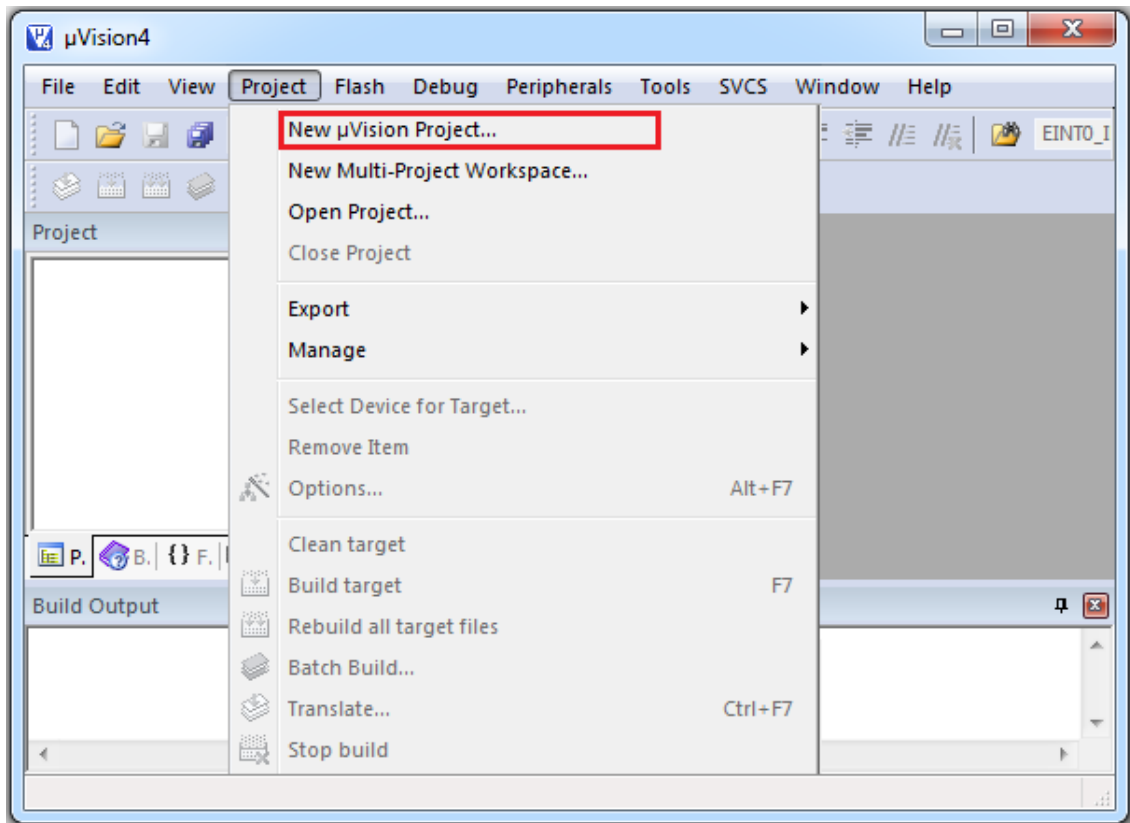 µVision4
File Edit View Project Flash Debug Peripherals Tools SVCS Window Help
EINT0_I
New µVision Project...
New Multi-Project Workspace...
Open Project...
Close Project
Export
Manage
Select Device for Target...
Remove Item
Options... Alt+F7
Clean target
Build target F7
Rebuild all target files
Batch Build...
Translate... Ctrl+F7
Stop build
Project
P. B. {} F.
Build Output